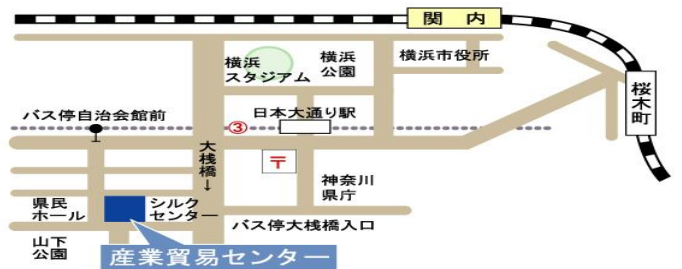 関 内
横浜
スタジアム
横浜
公園
横浜市役所
桜木町
バス停自治会館前
③
日本大通り駅
大桟橋↓
〒
神奈川
県庁
県民
ホール
シルク
センター
バス停大桟橋入口
山下
公園
産業貿易センター